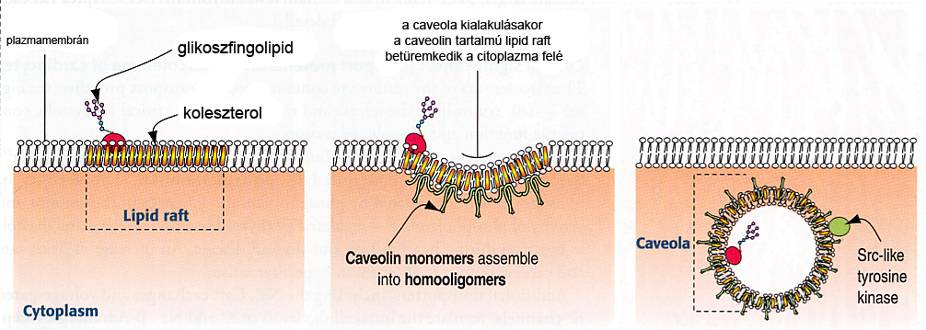 plazmamembrán
glikoszfingolipid
koleszterol
Lipid raft
Cytoplasm
a caveola kialakulásakor
a caveolin tartalmú lipid raft
betüremkedik a citoplazma felé
Caveolin monomers assemble
into homooligomers
Caveola
Src-like
tyrosine
kinase